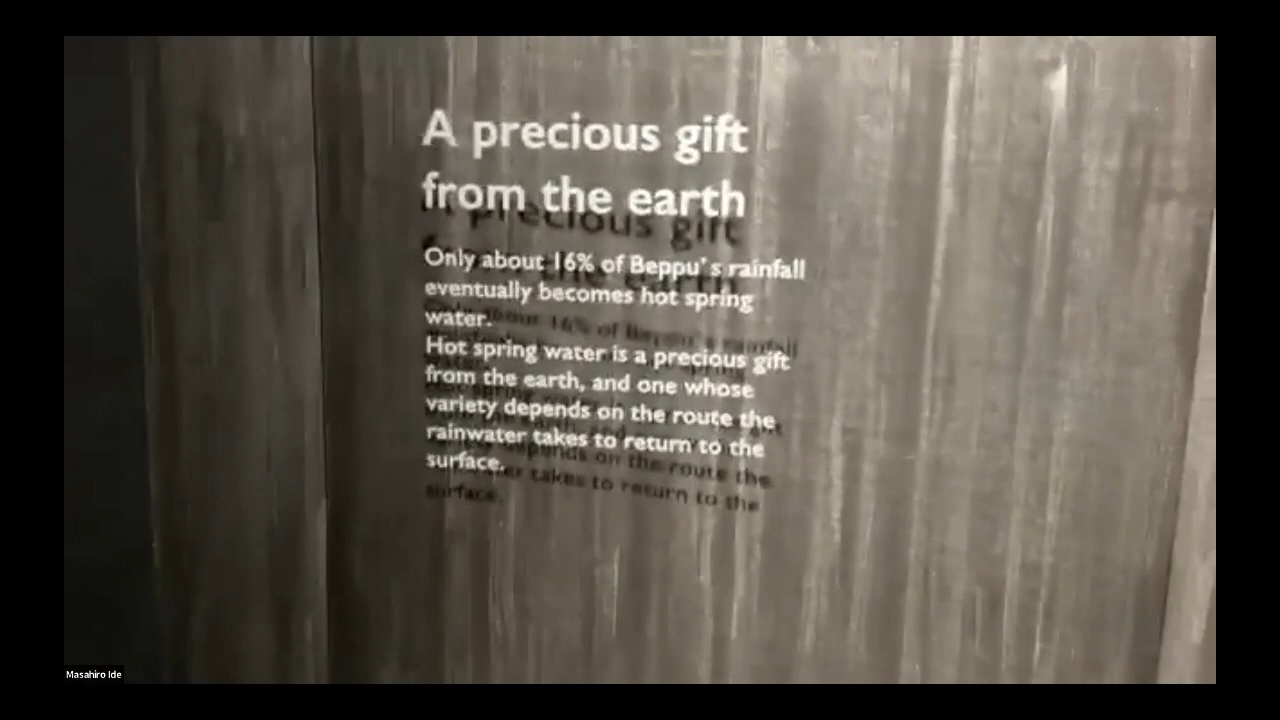 A precious gift
from the earth
Only about 16% of Beppu's rainfall
eventually becomes hot spring
water.
Hot spring water is a precious gift
from the earth, and one whose
variety depends on the route the
rainwater takes to return to the
surface.
Masahiro Ide